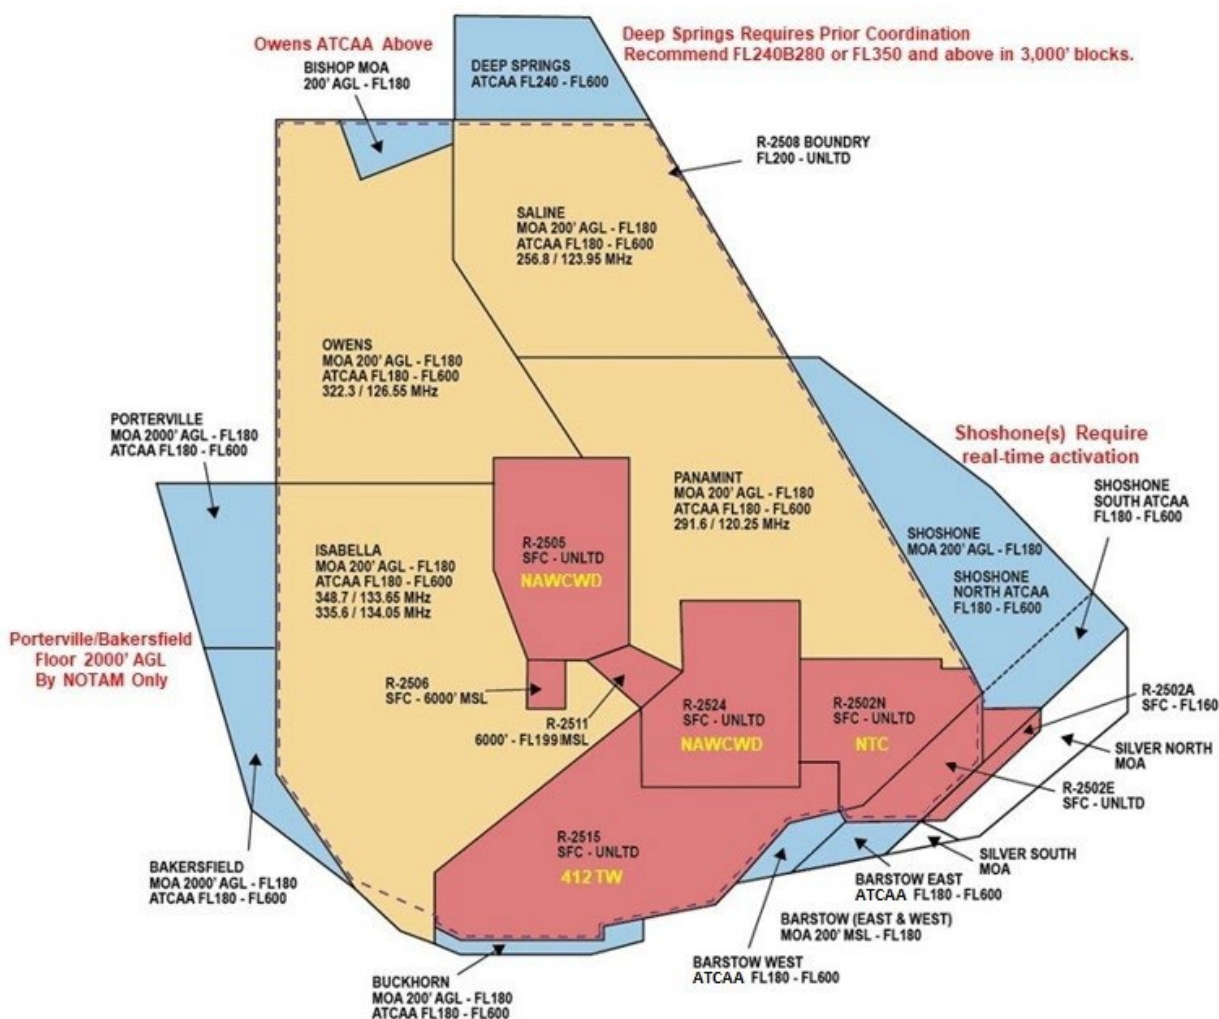 Owens ATCAA Above
BISHOP MOA
200' AGL - FL180
DEEP SPRINGS
ATCAA FL240 - FL600
Deep Springs Requires Prior Coordination
Recommend FL240B280 or FL350 and above in 3,000' blocks.
R-2508 BOUNDRY
FL200 - UNLTD
SALINE
MOA 200' AGL - FL180
ATCAA FL180 - FL600
256.8 / 123.95 MHz
OWENS
MOA 200' AGL - FL180
ATCAA FL180 - FL600
322.3 / 126.55 MHz
PORTERVILLE
MOA 2000' AGL - FL180
ATCAA FL180 - FL600
Shoshone(s) Require
real-time activation
PANAMINT
MOA 200' AGL - FL180
ATCAA FL180 - FL600
291.6 / 120.25 MHz
SHOSHONE
SOUTH ATCAA
FL180 - FL600
SHOSHONE
MOA 200' AGL - FL180
SHOSHONE
NORTH ATCAA
FL180 - FL600
R-2505
SFC - UNLTD
NAWCWD
ISABELLA
MOA 200' AGL - FL180
ATCAA FL180 - FL600
348.7 / 133.65 MHz
335.6 / 134.05 MHz
Porterville/Bakersfield
Floor 2000' AGL
By NOTAM Only
R-2506
SFC - 6000' MSL
R-2511
6000' - FL199 MSL
R-2524
SFC - UNLTD
NAWCWD
R-2502N
SFC - UNLTD
NTC
R-2502A
SFC - FL160
SILVER NORTH
MOA
R-2502E
SFC - UNLTD
R-2515
SFC - UNLTD
412 TW
SILVER SOUTH
MOA
BAKERSFIELD
MOA 2000' AGL - FL180
ATCAA FL180 - FL600
BARSTOW EAST
ATCAA FL180 - FL600
BARSTOW (EAST & WEST)
MOA 200' MSL - FL180
BARSTOW WEST
ATCAA FL180 - FL600
BUCKHORN
MOA 200' AGL - FL180
ATCAA FL180 - FL600